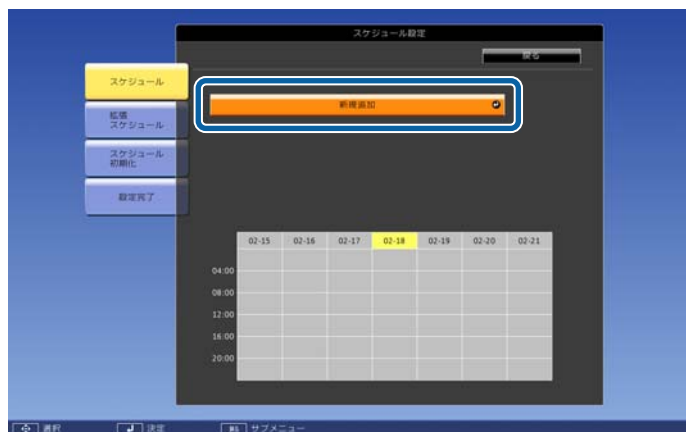 スケジュール設定
戻る
スケジュール
新規追加
拡張
スケジュール
スケジュール
初期化
設定完了
02-15 02-16 02-17 02-18 02-19 02-20 02-21
04:00
08:00
12:00
16:00
20:00
選択 決定 戻る サブメニュー